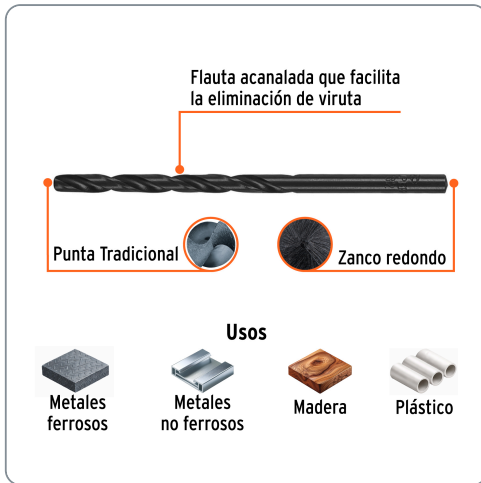 Flauta acanalada que facilita
la eliminación de viruta
Punta Tradicional
Zanco redondo
Usos
Metales
ferrosos
Metales
no ferrosos
Madera
Plástico